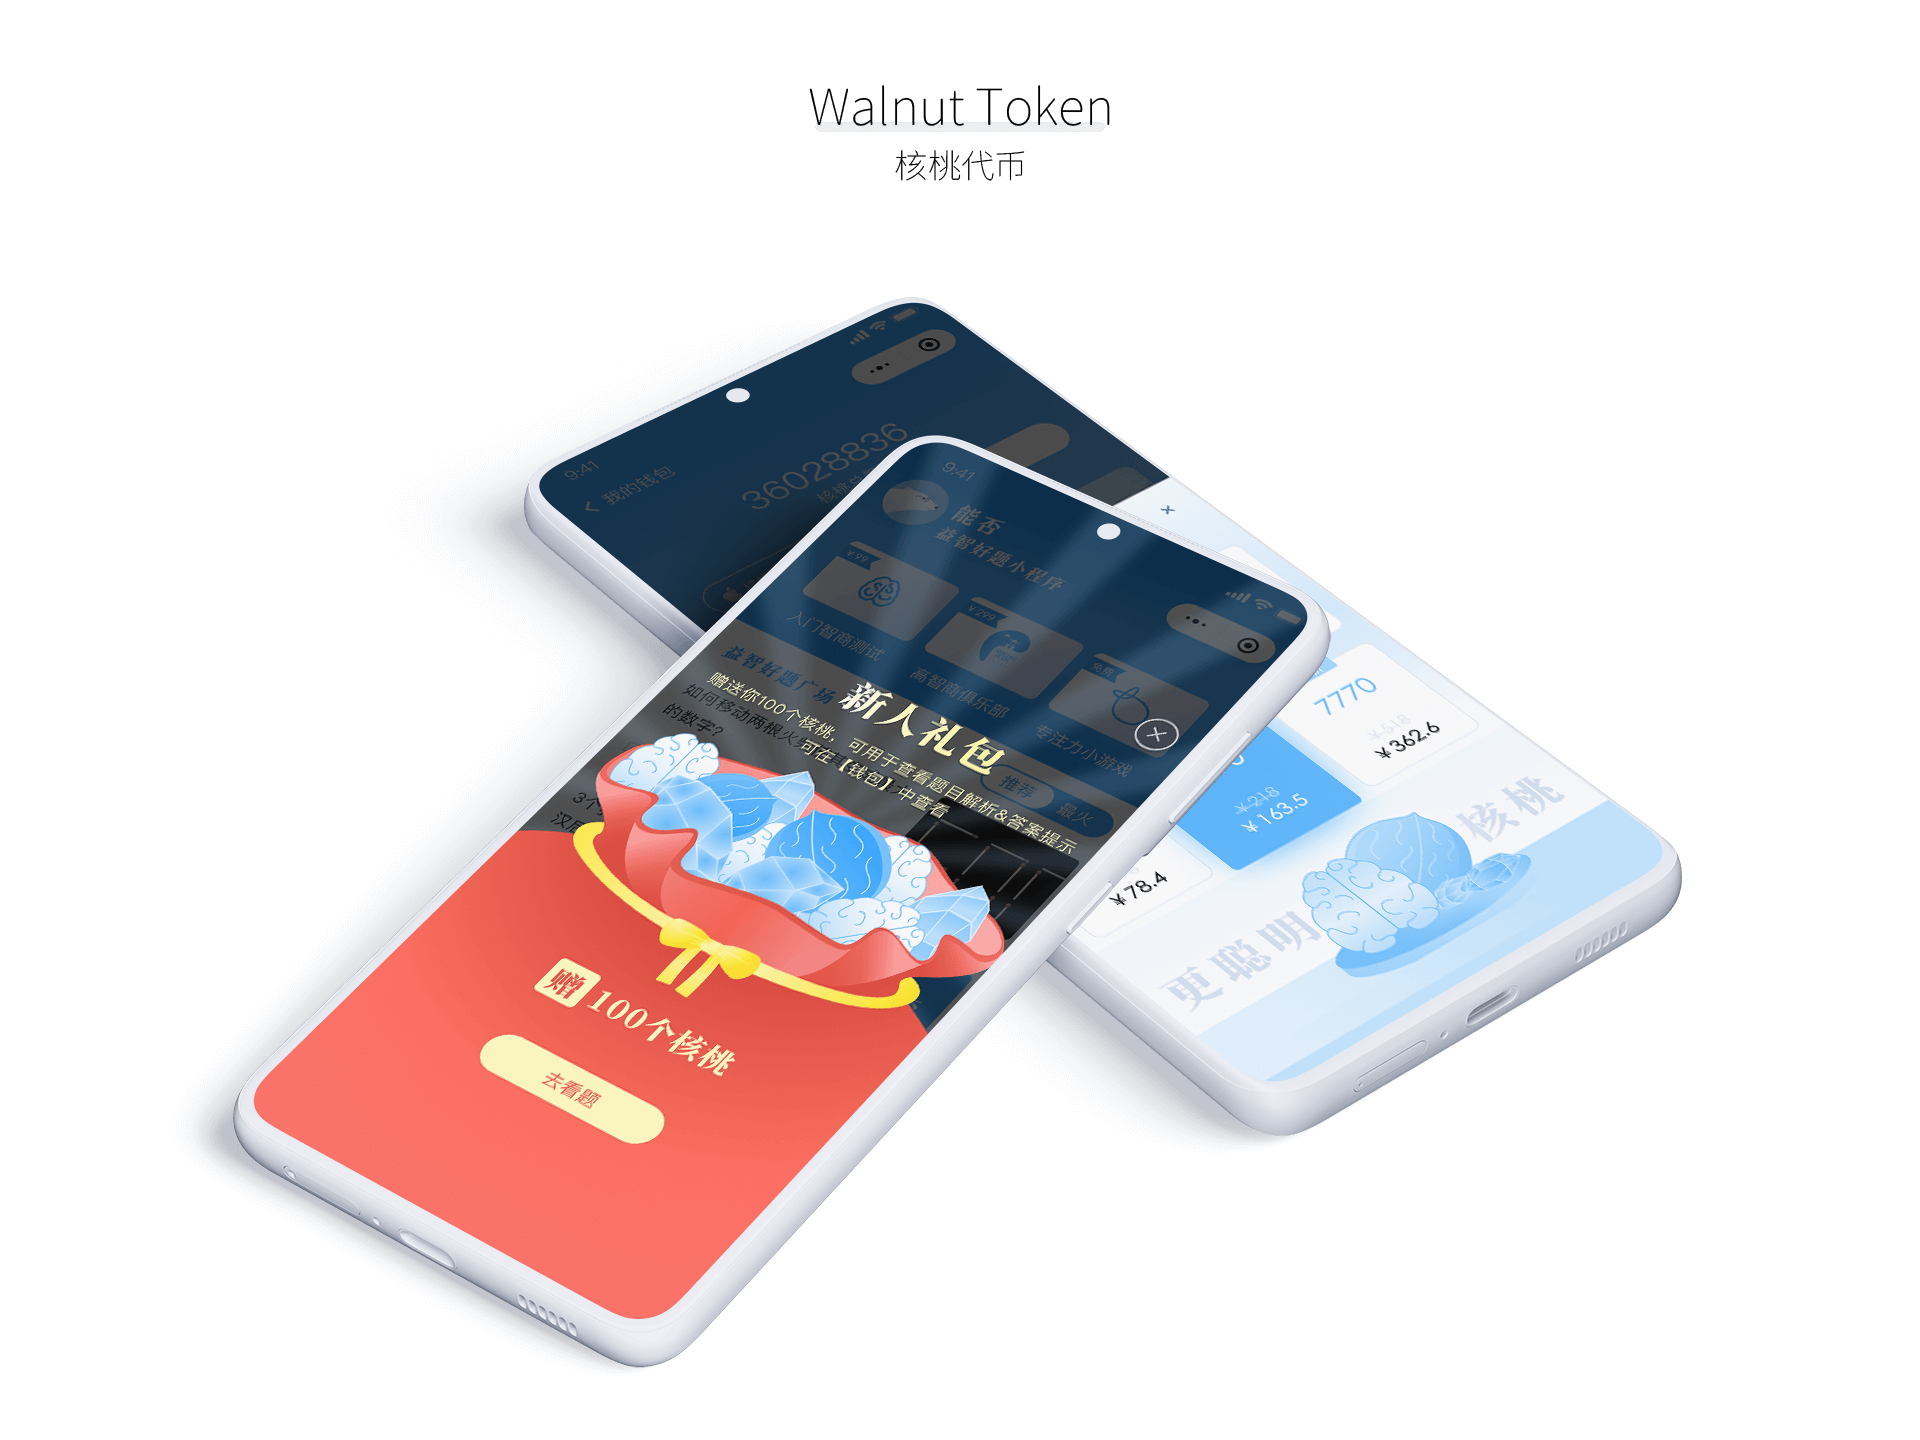 Walnut Token
核桃代币
9:41
我的钱包
36028836
7770
¥618
¥362.6
¥218
¥163.5
¥78.4
更聪明
核桃
9:41
能否
益智好题小程序
¥99
入门智商测试
¥299
高智商俱乐部
免费
专注力小游戏
益智好题广场
推荐
最火
如何移动两根火
的数字?
3个
新人礼包
赠送你100个核桃，可用于查看题目解析&答案提示
可在【钱包】中查看
赠 100个核桃
去看题